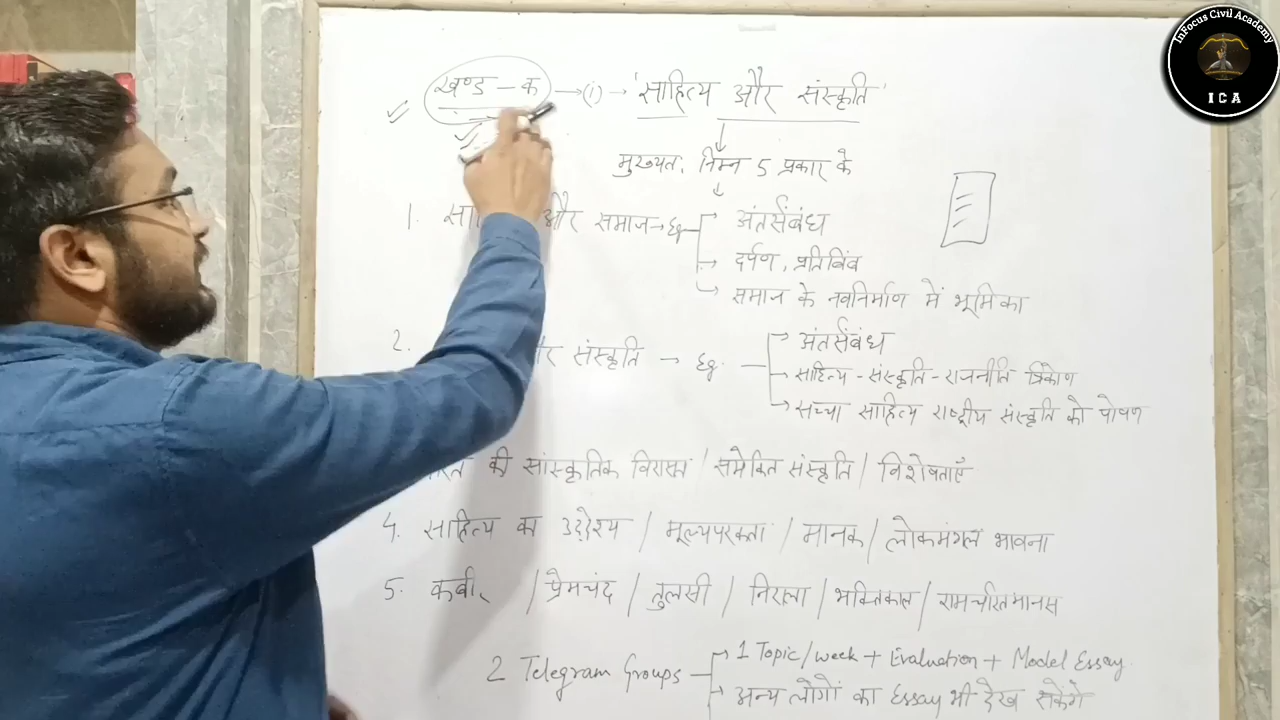 InFocus Civil Academy
ICA
खण्ड - क → (i) → 'साहित्य और संस्कृति'
मुख्यत: निम्न 5 प्रकार के
1. और समाज → eg
अंतर्संबंध
→ दर्पण, प्रतिबिंब
समाज के नवनिर्माण में भूमिका
2. संस्कृति → eg.
→ अंतर्संबंध
→ साहित्य - संस्कृति - राजनीति त्रिकोण
→ सच्चा साहित्य राष्ट्रीय संस्कृति को पोषण
की सांस्कृतिक विरासत / समेकित संस्कृति / विशेषताएँ
4. साहित्य का उद्देश्य / मूल्यपरकता / मानक / लोकमंगल भावना
5. कबीर / प्रेमचंद / तुलसी / निराला / भक्तिकाल / रामचरितमानस
2 Telegram Groups
→ 1 Topic/week + Evaluation + Model Essay
→ अन्य लोगों का Essay भी देख सकेंगे